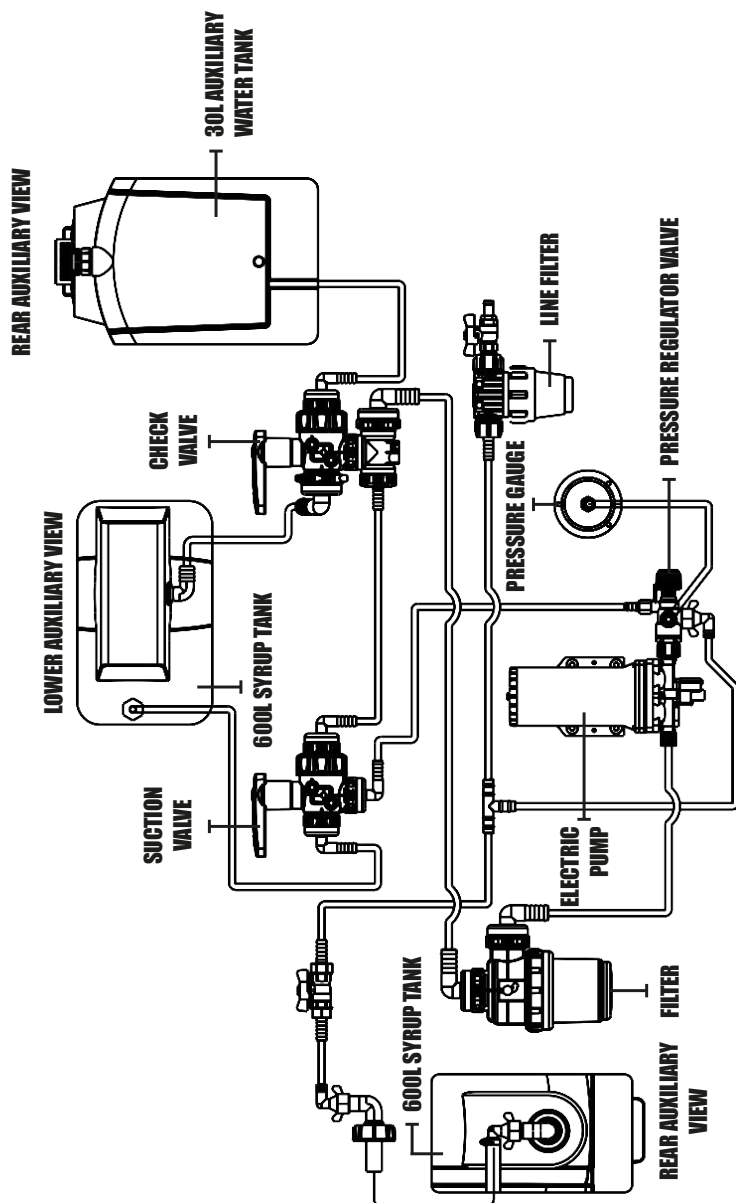 REAR AUXILIARY VIEW
30L AUXILIARY
WATER TANK
LOWER AUXILIARY VIEW
CHECK
VALVE
600L SYRUP TANK
SUCTION
VALVE
LINE FILTER
PRESSURE GAUGE
PRESSURE REGULATOR VALVE
ELECTRIC
PUMP
600L SYRUP TANK
FILTER
REAR AUXILIARY
VIEW